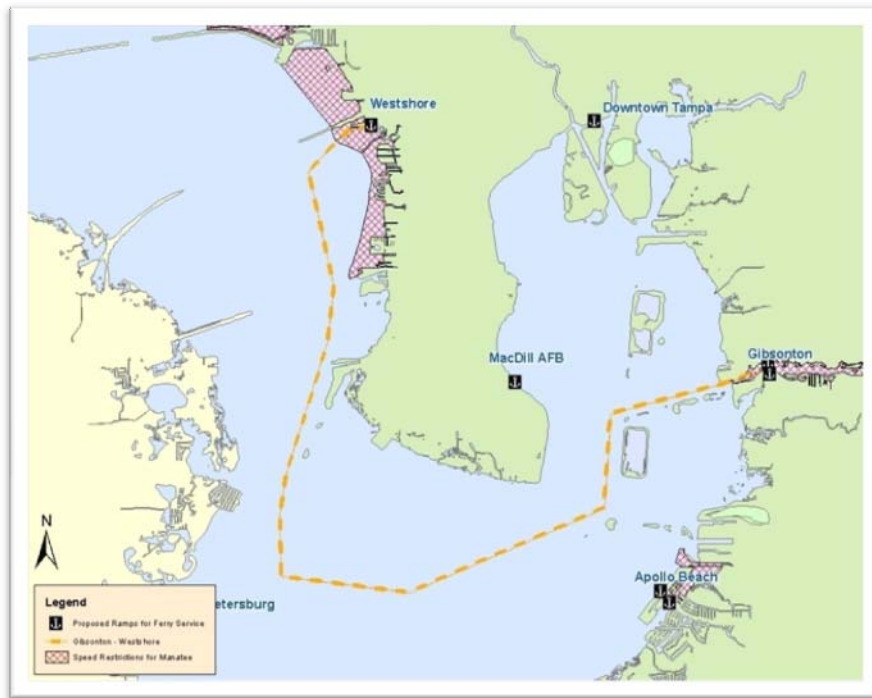 Westshore
Downtown Tampa
MacDill AFB
Gibsonton
Apollo Beach
N
etersburg
Legend
Proposed Ramps for Ferry Service
Gibsonton - Westshore
Speed Restrictions for Manatee